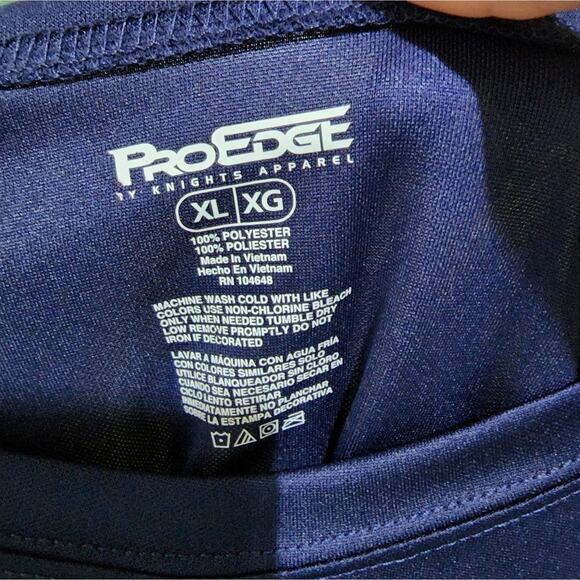 PROEDGE
BY KNIGHTS APPAREL
XL XG
100% POLYESTER
100% POLIESTER
Made In Vietnam
Hecho En Vietnam
RN 104648
MACHINE WASH COLD WITH LIKE
COLORS USE NON-CHLORINE BLEACH
ONLY WHEN NEEDED TUMBLE DRY
LOW REMOVE PROMPTLY DO NOT
IRON IF DECORATED
LAVAR A MÁQUINA CON AGUA FRÍA
CON COLORES SIMILARES SOLO
UTILICE BLANQUEADOR SIN CLORO
CUANDO SEA NECESARIO SECAR EN
CICLO LENTO RETIRAR
INMEDIATAMENTE NO PLANCHAR
SOBRE LA ESTAMPA DECORATIVA